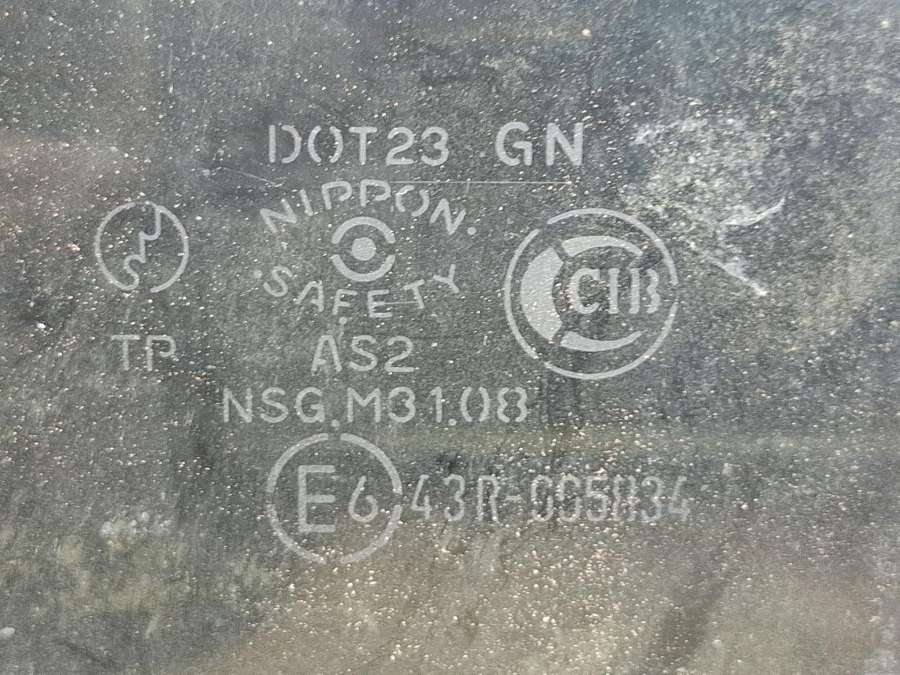 DOT23 GN
NIPPON
SAFETY
CIB
TP
AS2
NSG.M31.08
E6 43R-005834